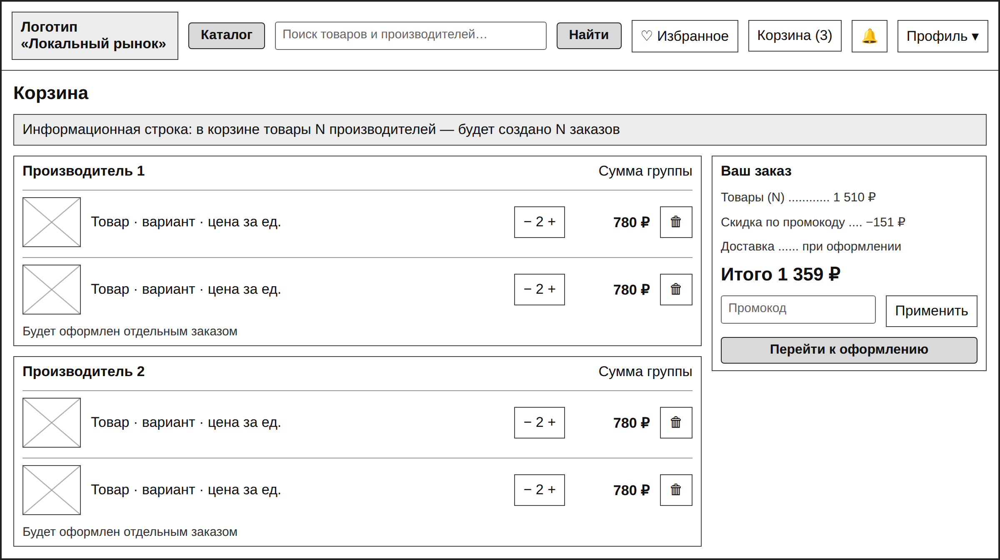 Логотип
«Локальный рынок»
Каталог
Поиск товаров и производителей…
Найти
♡ Избранное
Корзина (3)
🔔
Профиль ▾
Корзина
Информационная строка: в корзине товары N производителей — будет создано N заказов
Производитель 1
Сумма группы
Товар · вариант · цена за ед.
− 2 +
780 ₽
🗑
Товар · вариант · цена за ед.
− 2 +
780 ₽
🗑
Будет оформлен отдельным заказом
Производитель 2
Сумма группы
Товар · вариант · цена за ед.
− 2 +
780 ₽
🗑
Товар · вариант · цена за ед.
− 2 +
780 ₽
🗑
Будет оформлен отдельным заказом
Ваш заказ
Товары (N) ............ 1 510 ₽
Скидка по промокоду .... −151 ₽
Доставка ...... при оформлении
Итого 1 359 ₽
Промокод
Применить
Перейти к оформлению